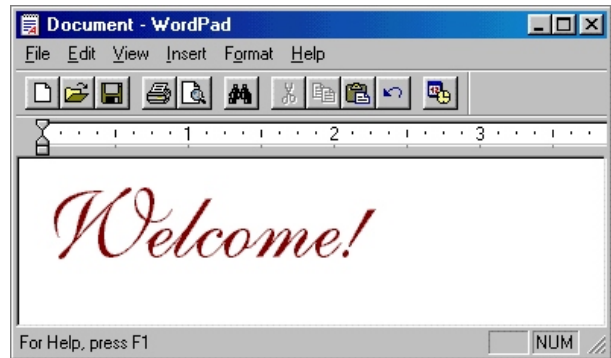 Document - WordPad
File Edit View Insert Format Help
1 2 3
Welcome!
For Help, press F1 NUM